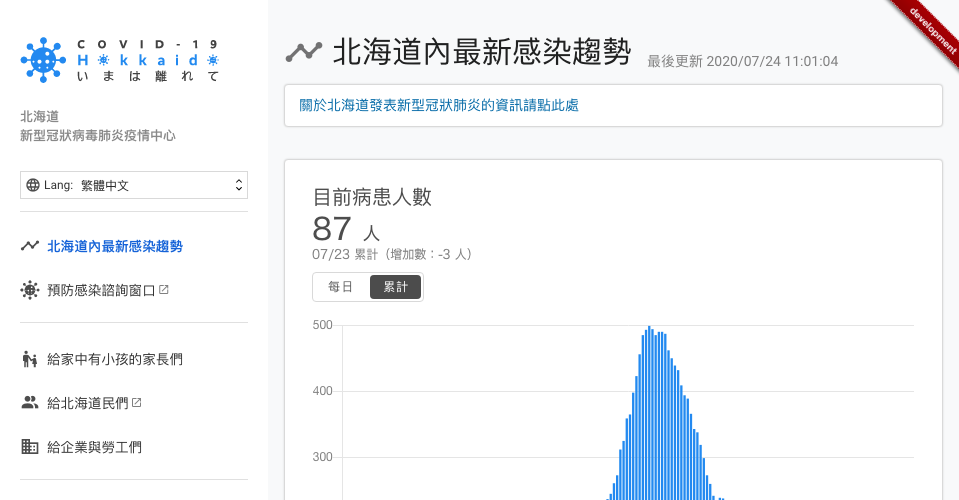 COVID-19
Hokkaido
いまは離れて
北海道
新型冠狀病毒肺炎疫情中心
Lang: 繁體中文
北海道內最新感染趨勢
預防感染諮詢窗口
給家中有小孩的家長們
給北海道民們
給企業與勞工們
development
北海道內最新感染趨勢 最後更新 2020/07/24 11:01:04
關於北海道發表新型冠狀肺炎的資訊請點此處
目前病患人數
87 人
07/23 累計（增加數：-3 人）
每日 累計
500
400
300